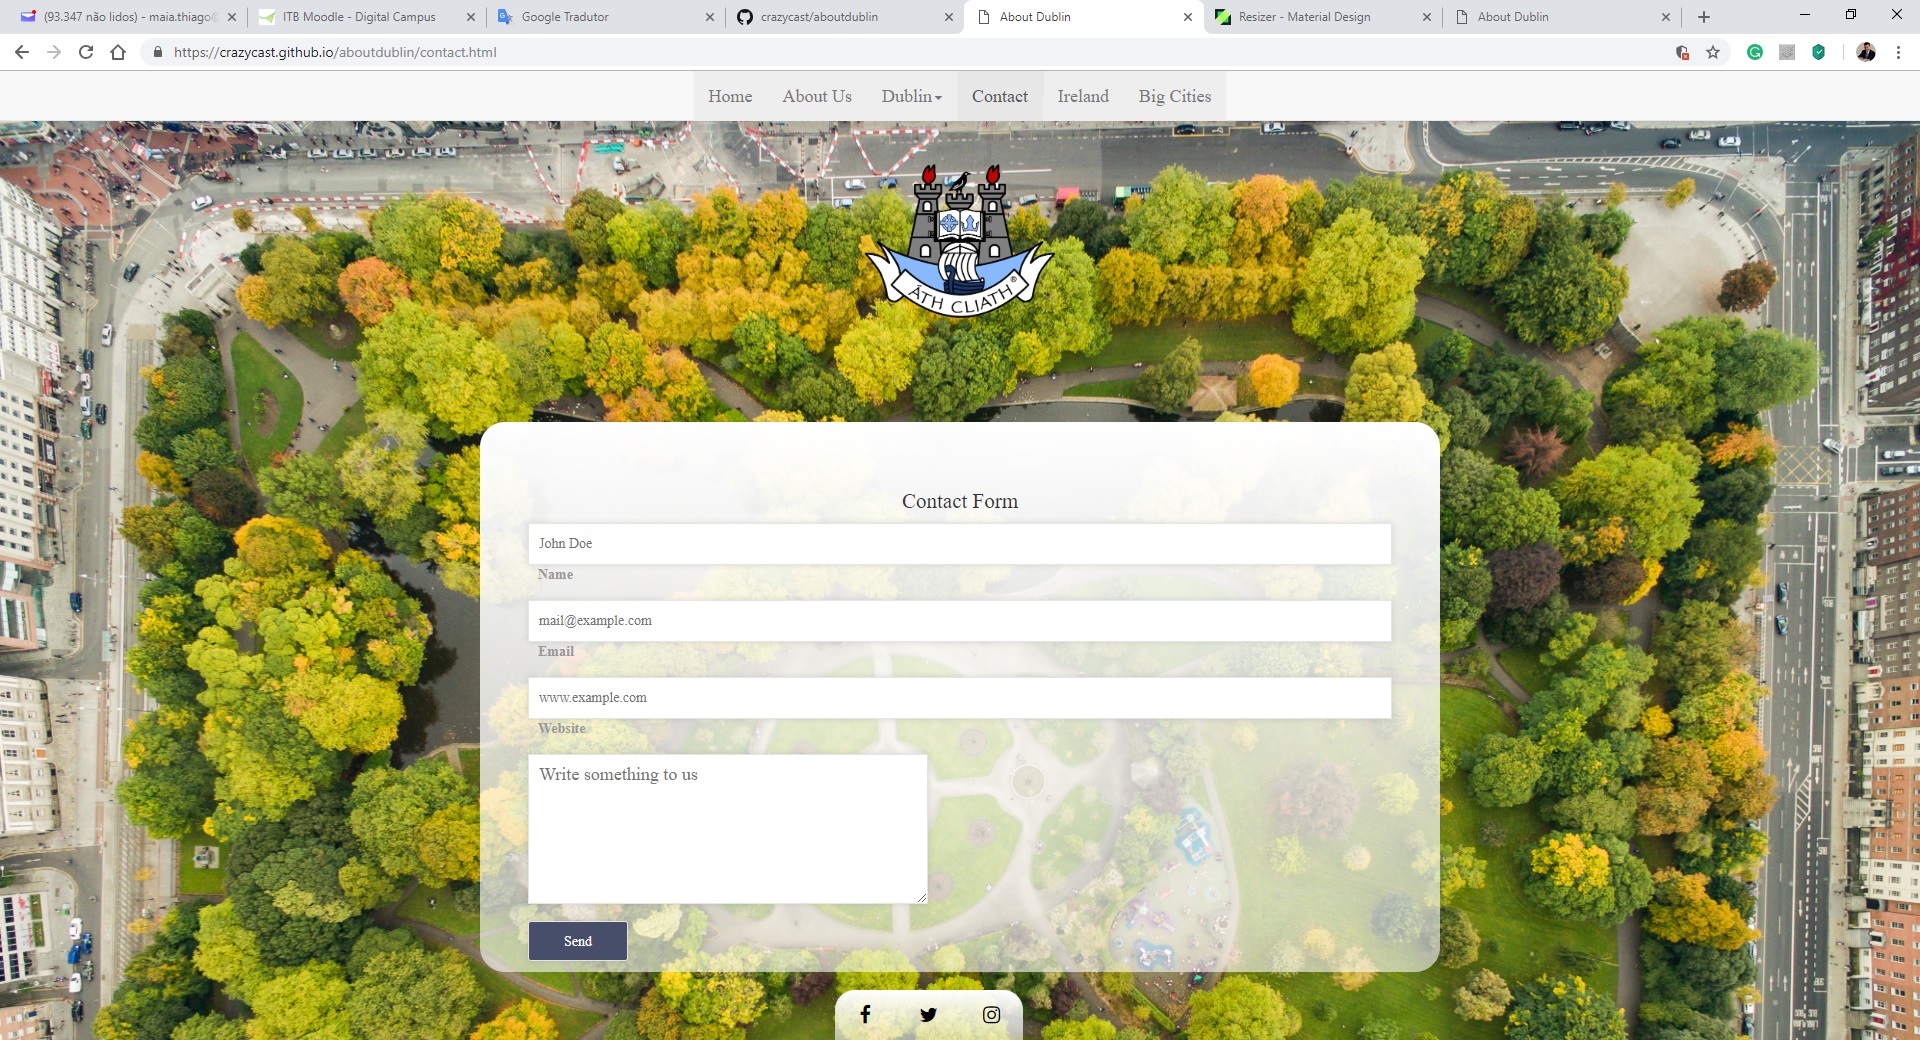 (93.347 não lidos) - maia.thiago@
ITB Moodle - Digital Campus
Google Tradutor
crazycast/aboutdublin
About Dublin
Resizer - Material Design
About Dublin
https://crazycast.github.io/aboutdublin/contact.html
Home
About Us
Dublin
Contact
Ireland
Big Cities
ÁTH CLIATH ®
Contact Form
John Doe
Name
mail@example.com
Email
www.example.com
Website
Write something to us
Send